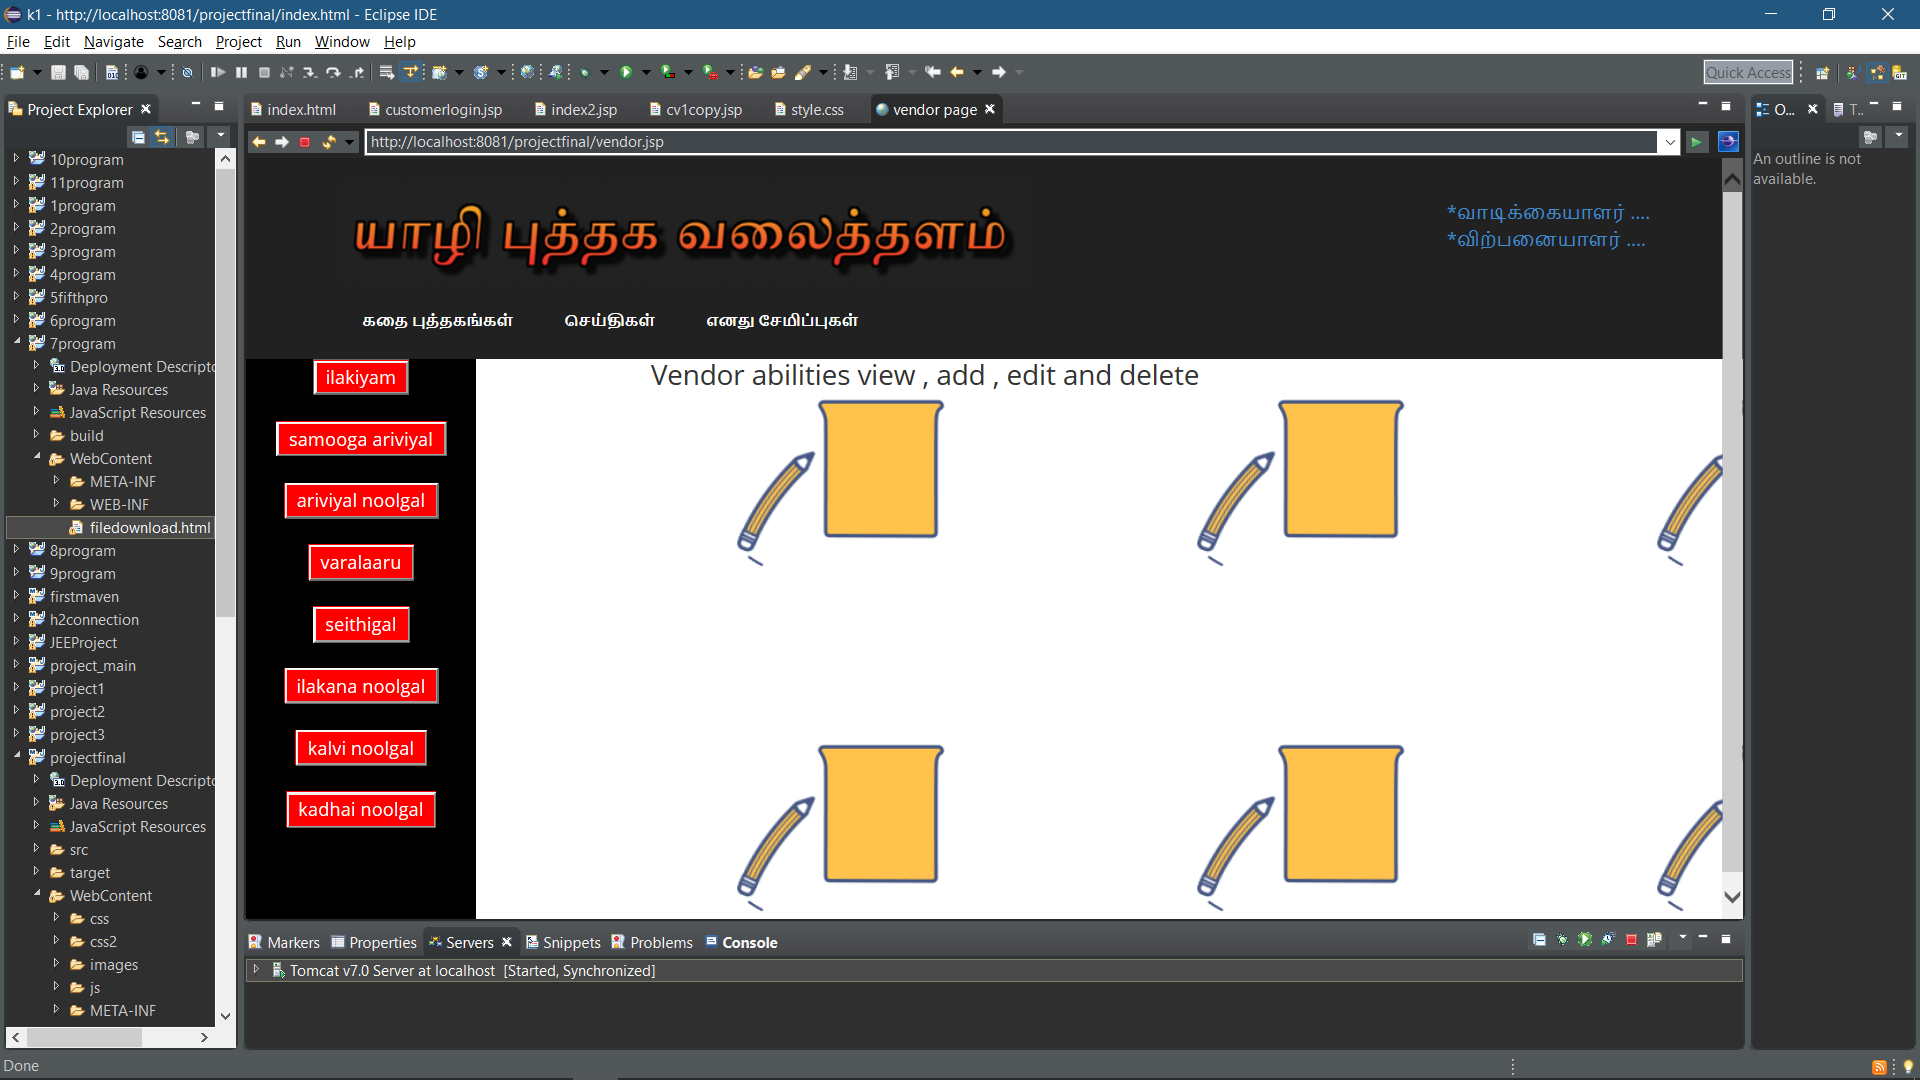 k1 - http://localhost:8081/projectfinal/index.html - Eclipse IDE
File Edit Navigate Search Project Run Window Help
Quick Access
Project Explorer
index.html customerlogin.jsp index2.jsp cv1copy.jsp style.css vendor page
O... T..
http://localhost:8081/projectfinal/vendor.jsp
An outline is not
available.
10program
11program
1program
2program
3program
4program
5fifthpro
6program
7program
Deployment Descripto
Java Resources
JavaScript Resources
build
WebContent
META-INF
WEB-INF
filedownload.html
8program
9program
firstmaven
h2connection
JEEProject
project_main
project1
project2
project3
projectfinal
Deployment Descripto
Java Resources
JavaScript Resources
src
target
WebContent
css
css2
images
js
META-INF
யாழி புத்தக வலைத்தளம்
*வாடிக்கையாளர் ....
*விற்பனையாளர் ....
கதை புத்தகங்கள் செய்திகள் எனது சேமிப்புகள்
ilakiyam
samooga ariviyal
ariviyal noolgal
varalaaru
seithigal
ilakana noolgal
kalvi noolgal
kadhai noolgal
Vendor abilities view , add , edit and delete
Markers Properties Servers Snippets Problems Console
Tomcat v7.0 Server at localhost [Started, Synchronized]
Done